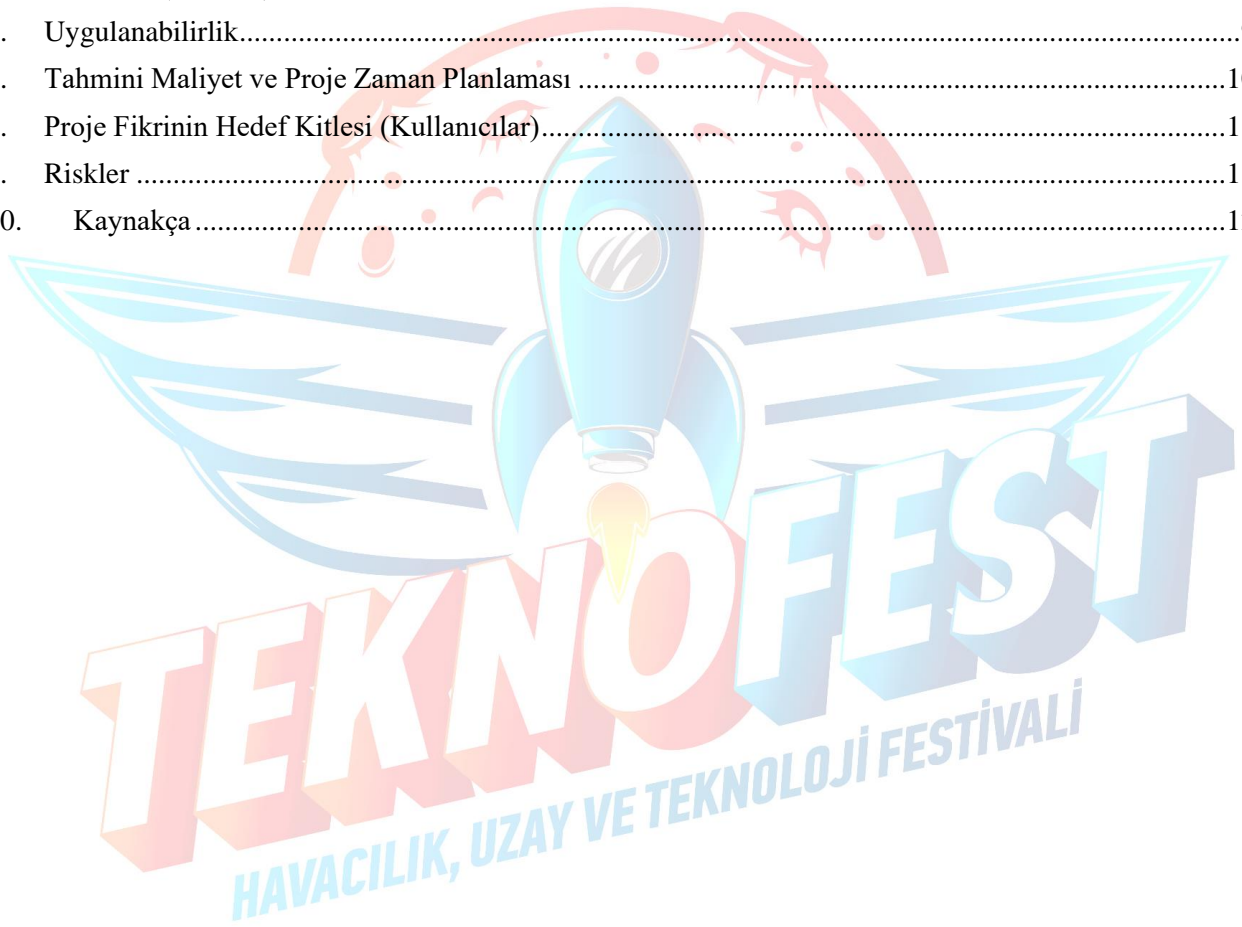 . Uygulanabilirlik..........
. Tahmini Maliyet ve Proje Zaman Planlaması ..........1
. Proje Fikrinin Hedef Kitlesi (Kullanıcılar)..........1
. Riskler ..........1
0. Kaynakça ..........1
TEKNOFEST
HAVACILIK, UZAY VE TEKNOLOJİ FESTİVALİ